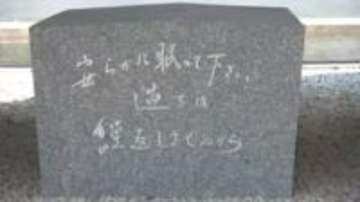 安らかに眠って下さい
過ちは
繰返しませぬから